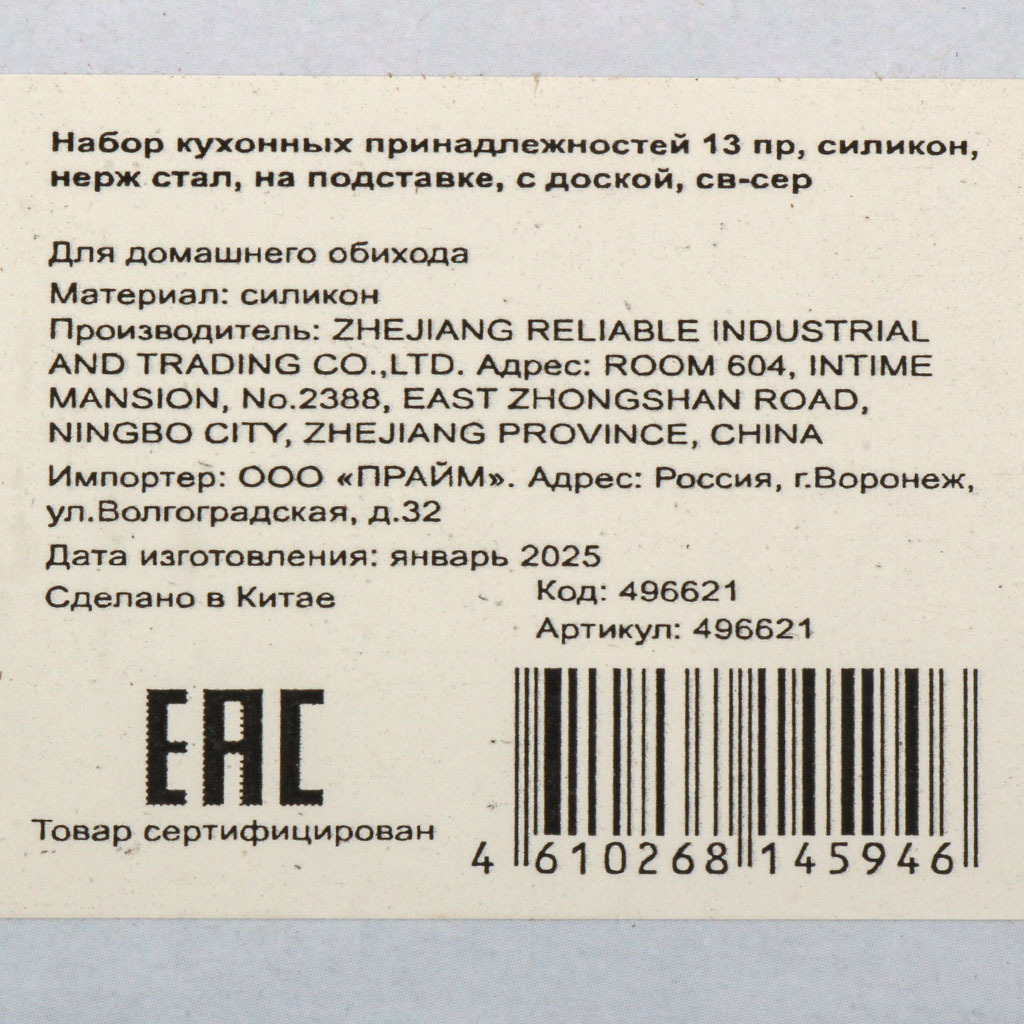 Набор кухонных принадлежностей 13 пр, силикон,
нерж стал, на подставке, с доской, св-сер
Для домашнего обихода
Материал: силикон
Производитель: ZHEJIANG RELIABLE INDUSTRIAL
AND TRADING CO.,LTD. Адрес: ROOM 604, INTIME
MANSION, No.2388, EAST ZHONGSHAN ROAD,
NINGBO CITY, ZHEJIANG PROVINCE, CHINA
Импортер: ООО «ПРАЙМ». Адрес: Россия, г.Воронеж,
ул.Волгоградская, д.32
Дата изготовления: январь 2025
Сделано в Китае
Код: 496621
Артикул: 496621
EAC
Товар сертифицирован
4 610268 145946